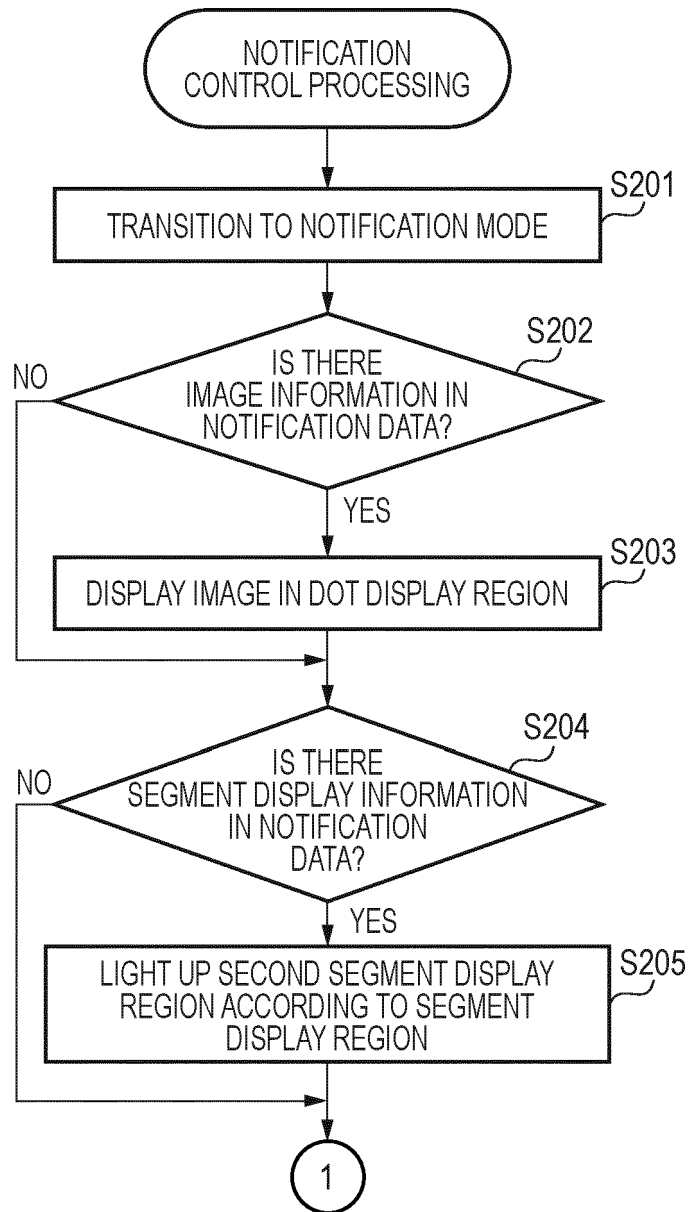 NOTIFICATION
CONTROL PROCESSING
S201
TRANSITION TO NOTIFICATION MODE
S202
IS THERE
IMAGE INFORMATION IN
NOTIFICATION DATA?
NO
YES
S203
DISPLAY IMAGE IN DOT DISPLAY REGION
S204
IS THERE
SEGMENT DISPLAY INFORMATION
IN NOTIFICATION
DATA?
NO
YES
S205
LIGHT UP SECOND SEGMENT DISPLAY
REGION ACCORDING TO SEGMENT
DISPLAY REGION
1